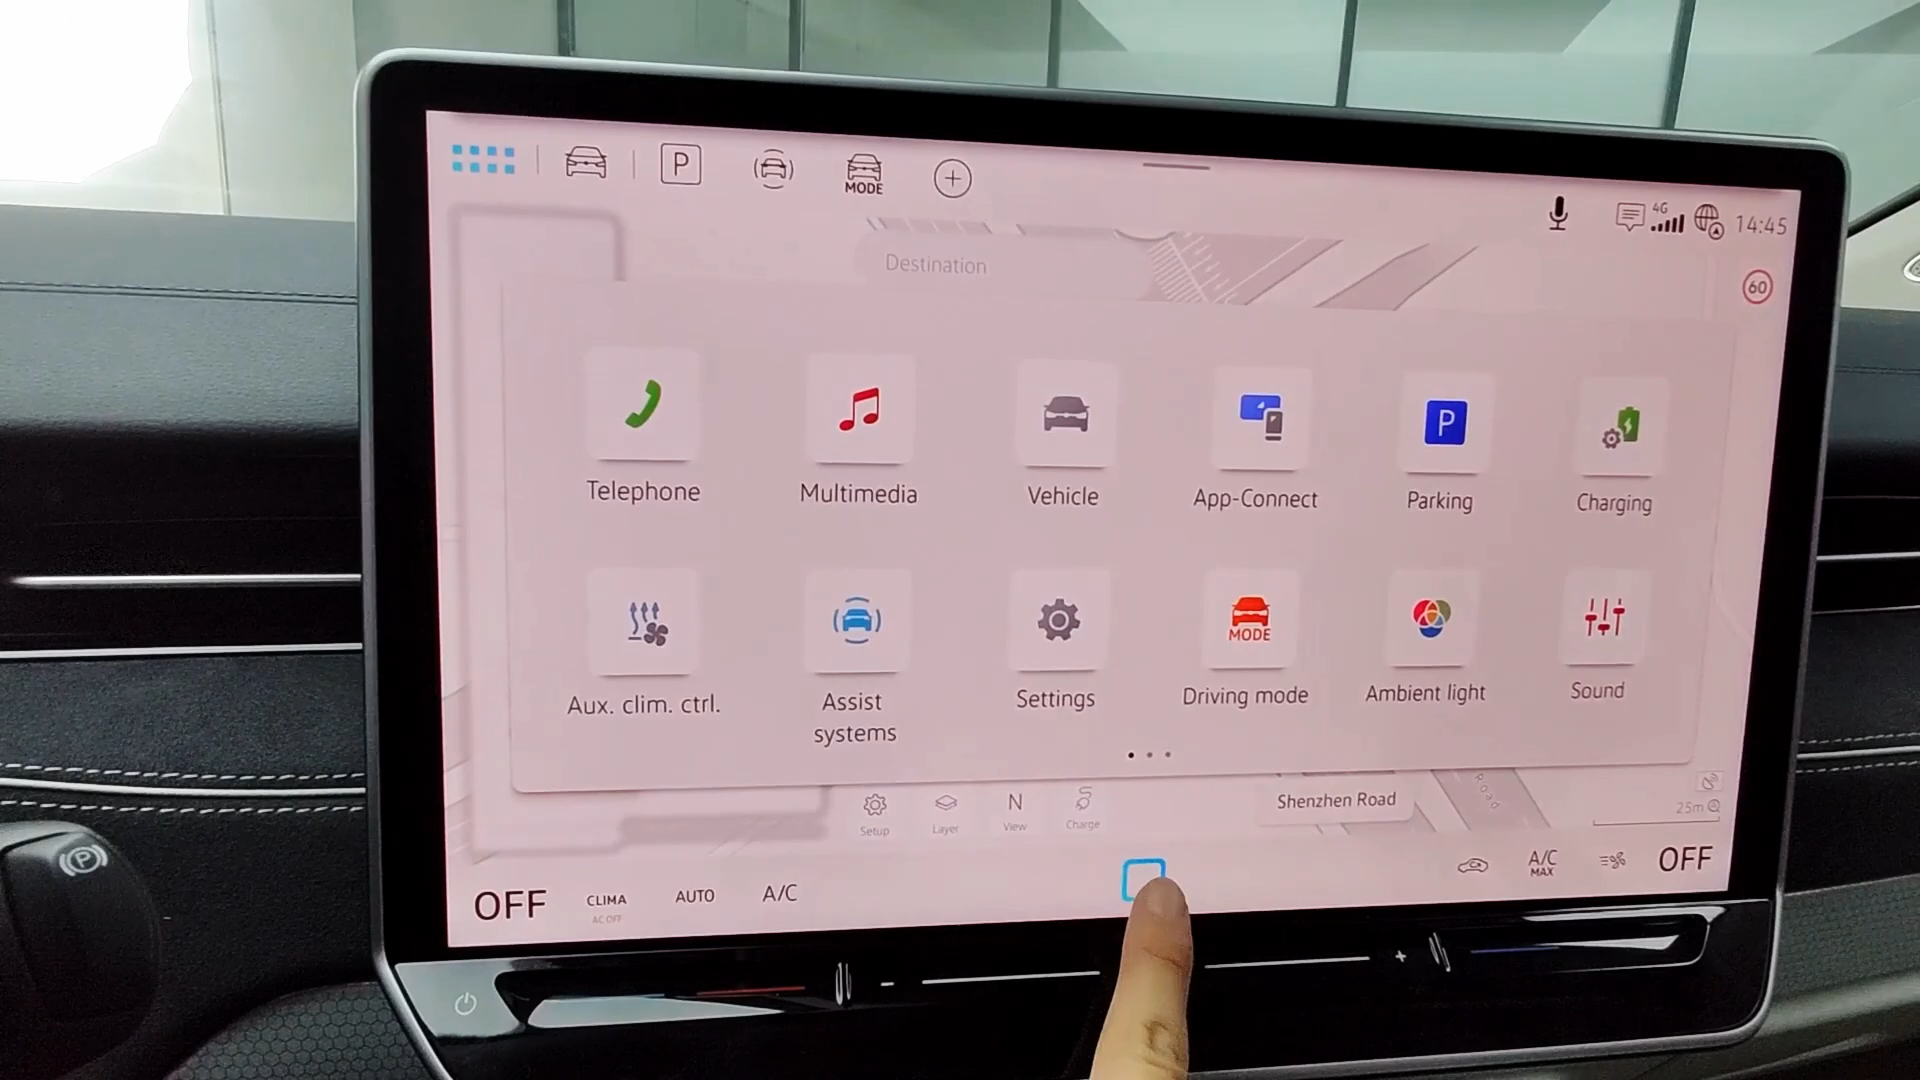 P
MODE
4G
14:45
Destination
60
P
Telephone
Multimedia
Vehicle
App-Connect
Parking
Charging
MODE
Aux. clim. ctrl.
Assist
systems
Settings
Driving mode
Ambient light
Sound
N
Setup
Layer
View
Charge
Shenzhen Road
Road
25m
OFF
CLIMA
AC OFF
AUTO
A/C
A/C
MAX
OFF
P
- +